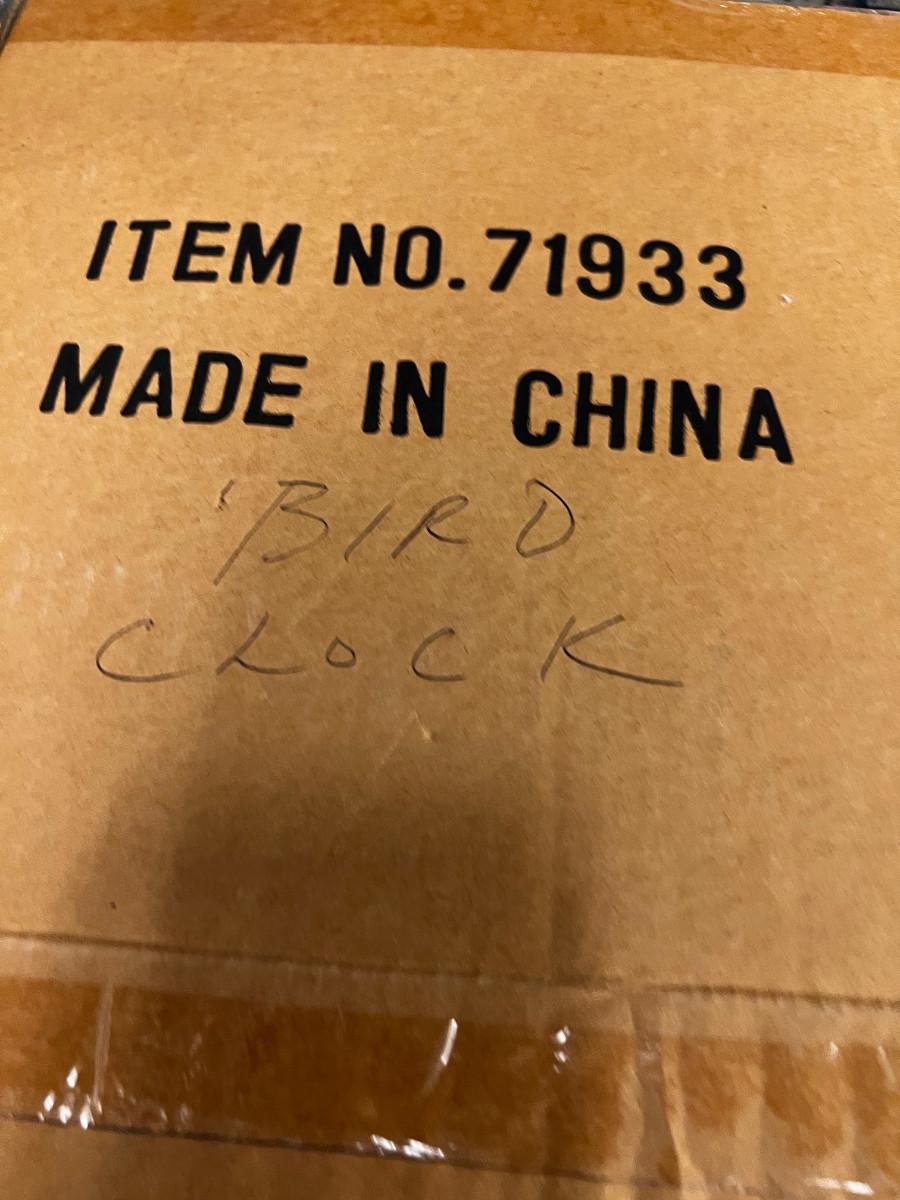 ITEM NO. 71933
MADE IN CHINA
'BIRD
CLOCK